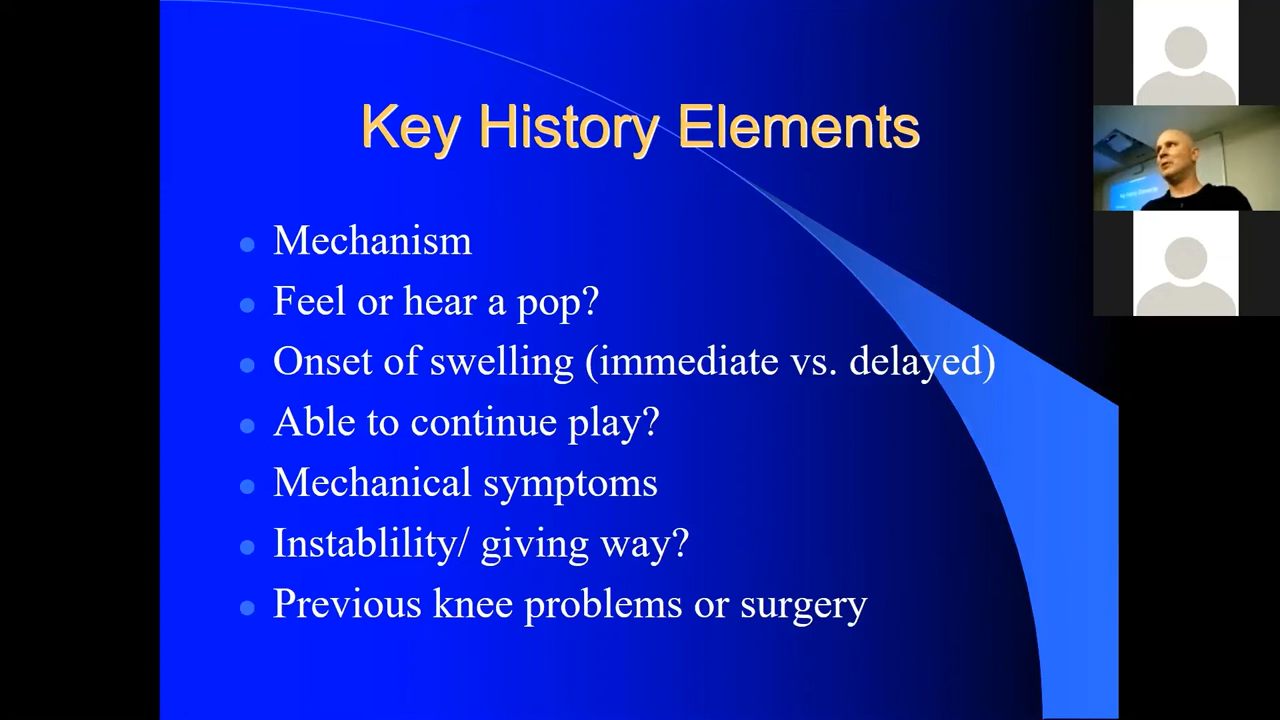 Key History Elements
Mechanism
Feel or hear a pop?
Onset of swelling (immediate vs. delayed)
Able to continue play?
Mechanical symptoms
Instablility/ giving way?
Previous knee problems or surgery